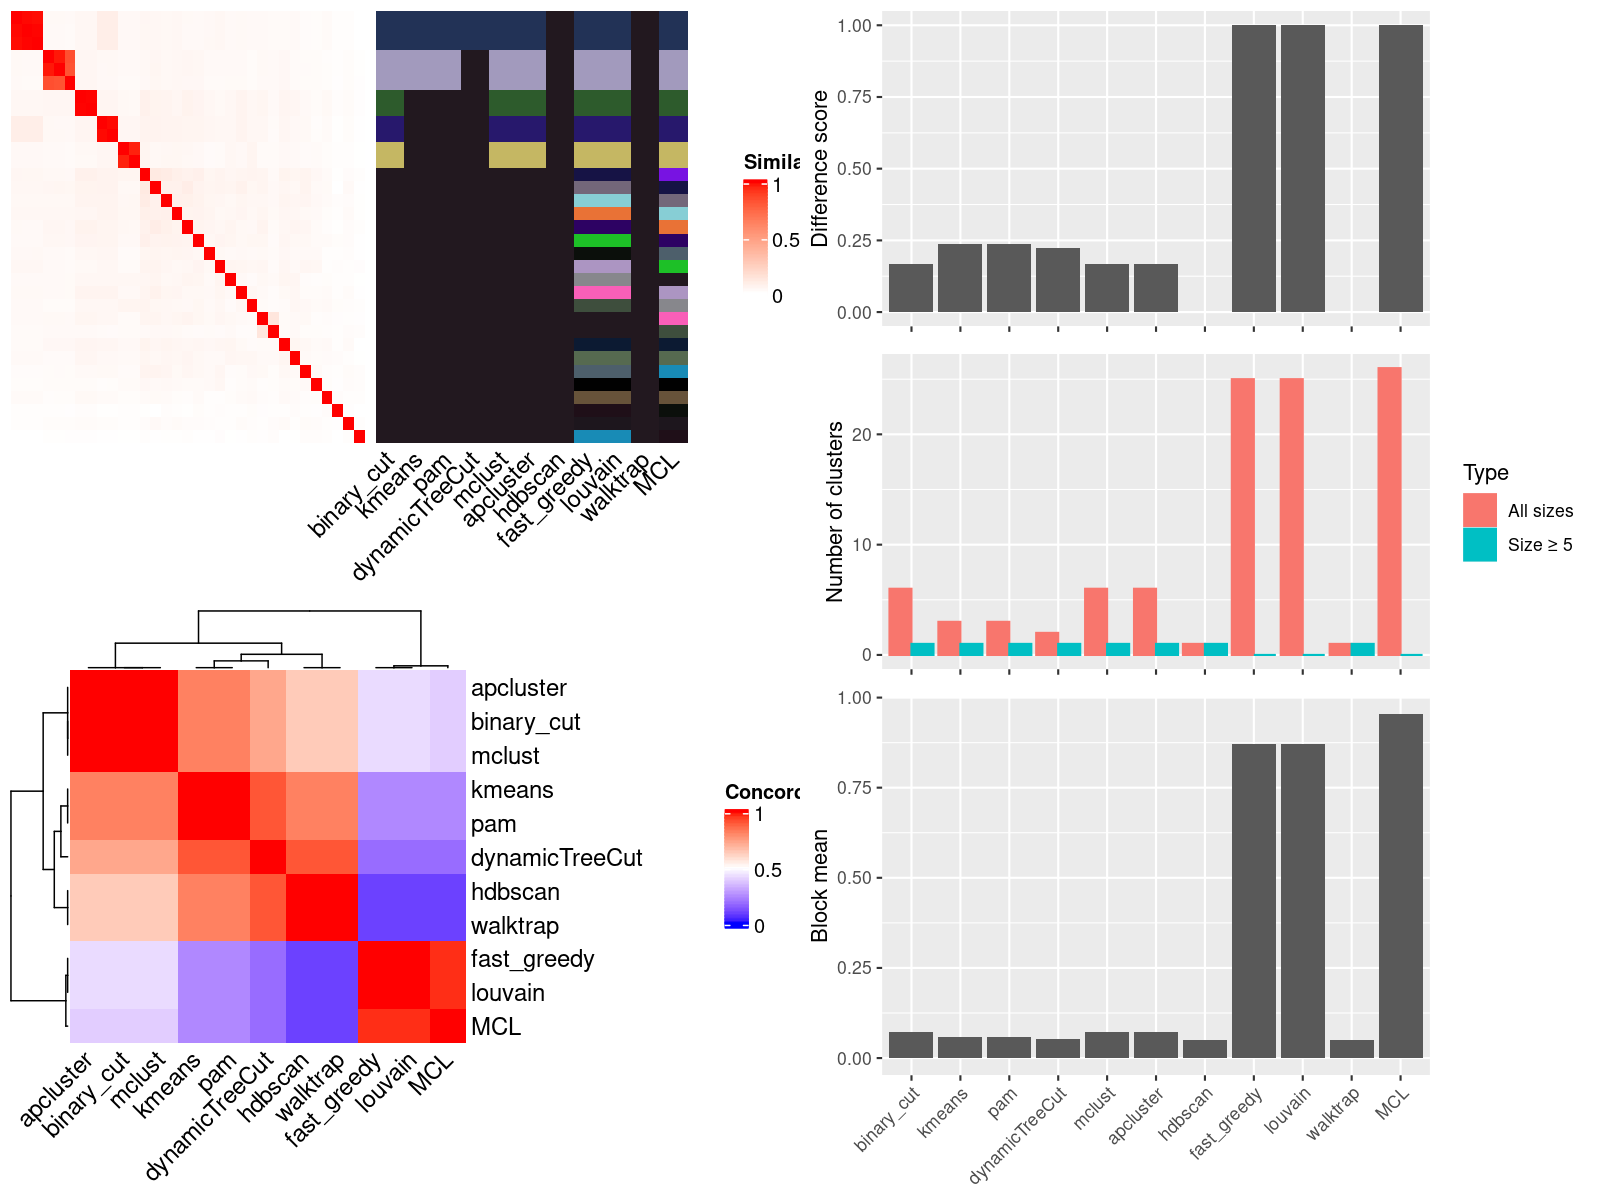 Simila
1
0.5
0
binary_cut
kmeans
pam
dynamicTreeCut
mclust
apcluster
hdbscan
fast_greedy
louvain
walktrap
MCL
apcluster
binary_cut
mclust
kmeans
pam
dynamicTreeCut
hdbscan
walktrap
fast_greedy
louvain
MCL
Concord
1
0.5
0
apcluster
binary_cut
mclust
kmeans
pam
dynamicTreeCut
hdbscan
walktrap
fast_greedy
louvain
MCL
Difference score
1.00
0.75
0.50
0.25
0.00
Number of clusters
20
10
0
Type
All sizes
Size ≥ 5
Block mean
1.00
0.75
0.50
0.25
0.00
binary_cut
kmeans
pam
dynamicTreeCut
mclust
apcluster
hdbscan
fast_greedy
louvain
walktrap
MCL